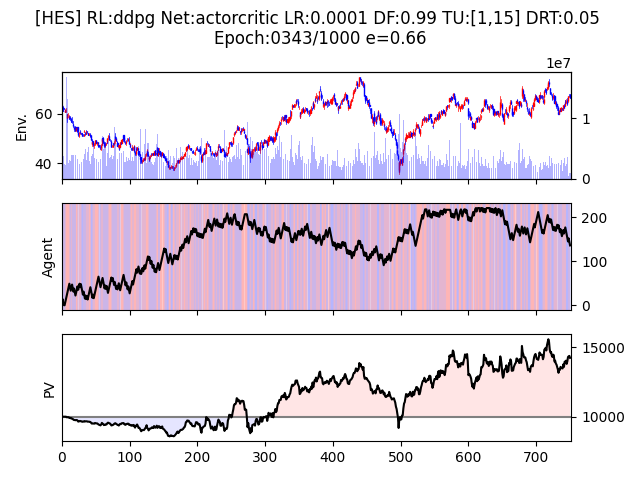 [HES] RL:ddpg Net:actorcritic LR:0.0001 DF:0.99 TU:[1,15] DRT:0.05
Epoch:0343/1000 e=0.66
1e7
60
40
Env.
1
0
Agent
200
100
0
PV
15000
10000
0 100 200 300 400 500 600 700